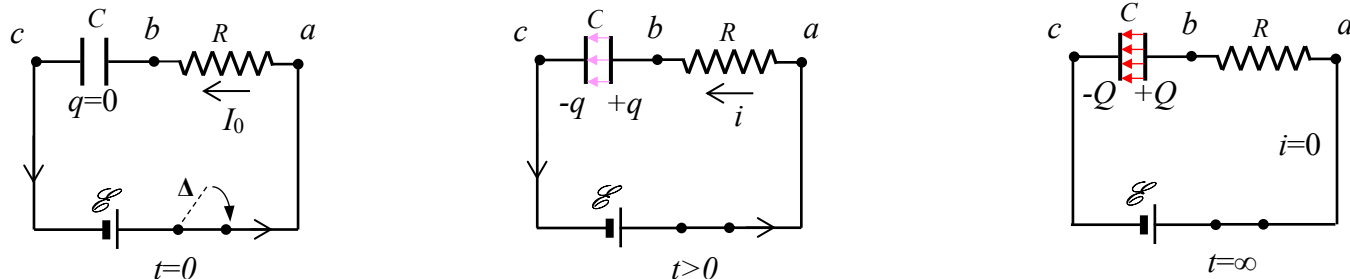 c C b R a
q=0
I₀
ℰ Δ
t=0
c C b R a
-q +q
i
ℰ
t>0
c C b R a
-Q +Q
i=0
ℰ
t=∞